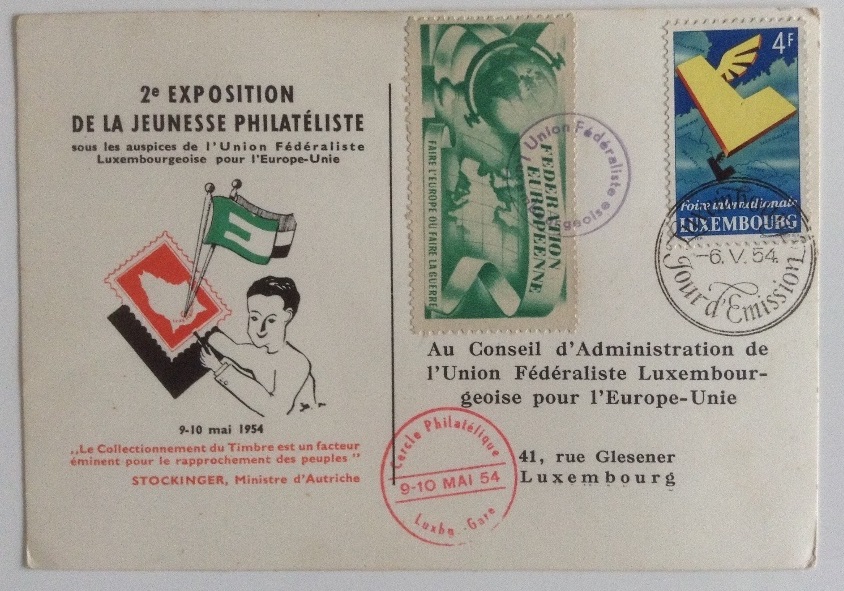 2e EXPOSITION
DE LA JEUNESSE PHILATÉLISTE
sous les auspices de l'Union Fédéraliste
Luxembourgeoise pour l'Europe-Unie
9-10 mai 1954
„Le Collectionnement du Timbre est un facteur
éminent pour le rapprochement des peuples"
STOCKINGER, Ministre d'Autriche
FAIRE L'EUROPE OU FAIRE LA GUERRE
FEDERATION
EUROPEENNE
Union Fédéraliste
geoise
4F
Foire internationale
LUXEMBOURG
-6.V.54.
Jour d'Emission
Au Conseil d'Administration de
l'Union Fédéraliste Luxembour-
geoise pour l'Europe-Unie
41, rue Glesener
Luxembourg
Cercle Philatélique
9-10 MAI 54
Luxbg.-Gare